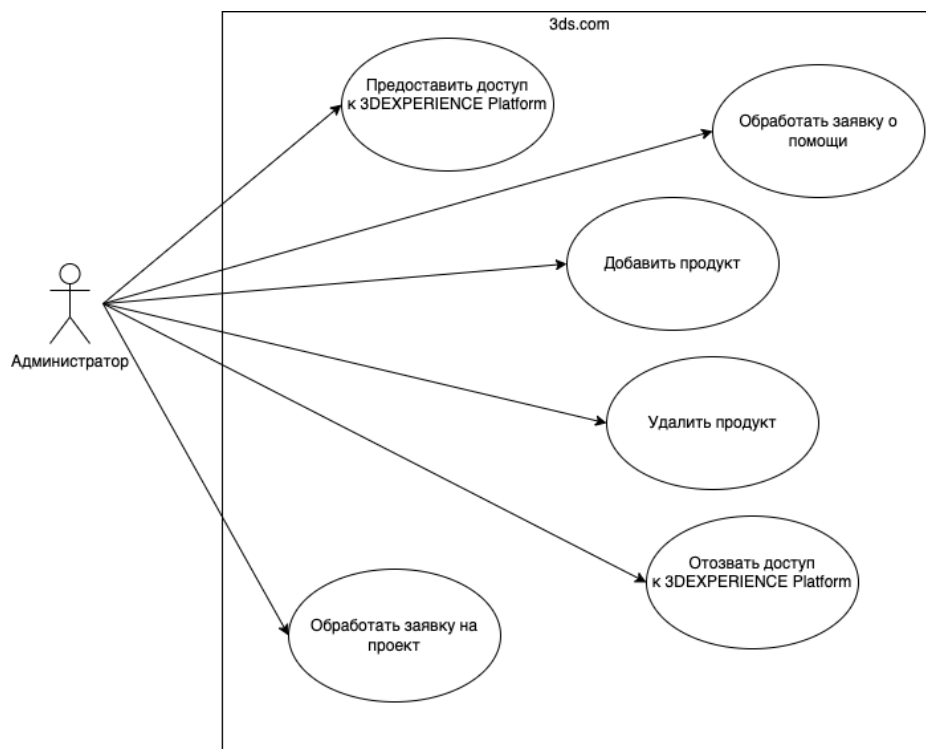 3ds.com
Предоставить доступ
к 3DEXPERIENCE Platform
Обработать заявку о
помощи
Добавить продукт
Администратор
Удалить продукт
Отозвать доступ
к 3DEXPERIENCE Platform
Обработать заявку на
проект